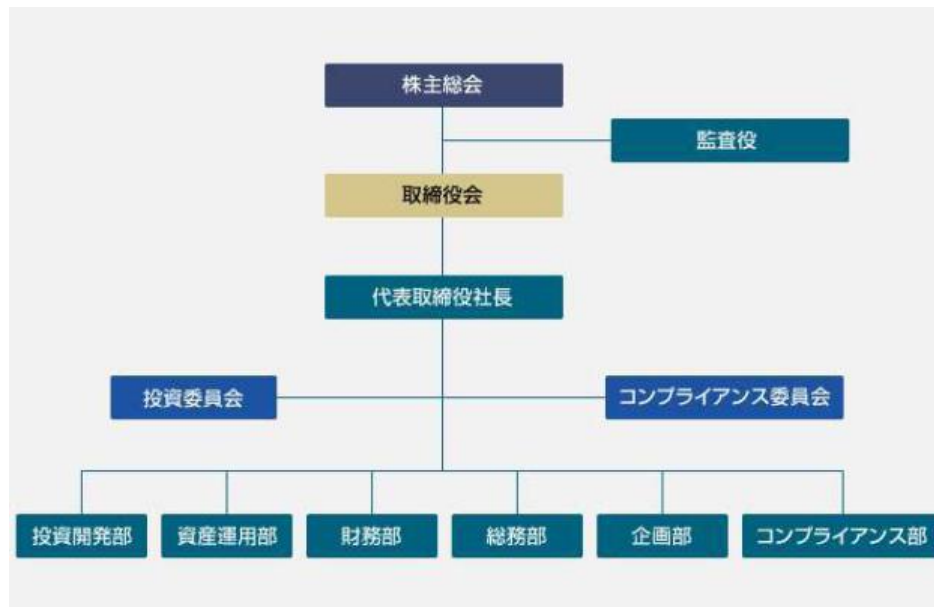 株主総会
監査役
取締役会
代表取締役社長
投資委員会
コンプライアンス委員会
投資開発部
資産運用部
財務部
総務部
企画部
コンプライアンス部